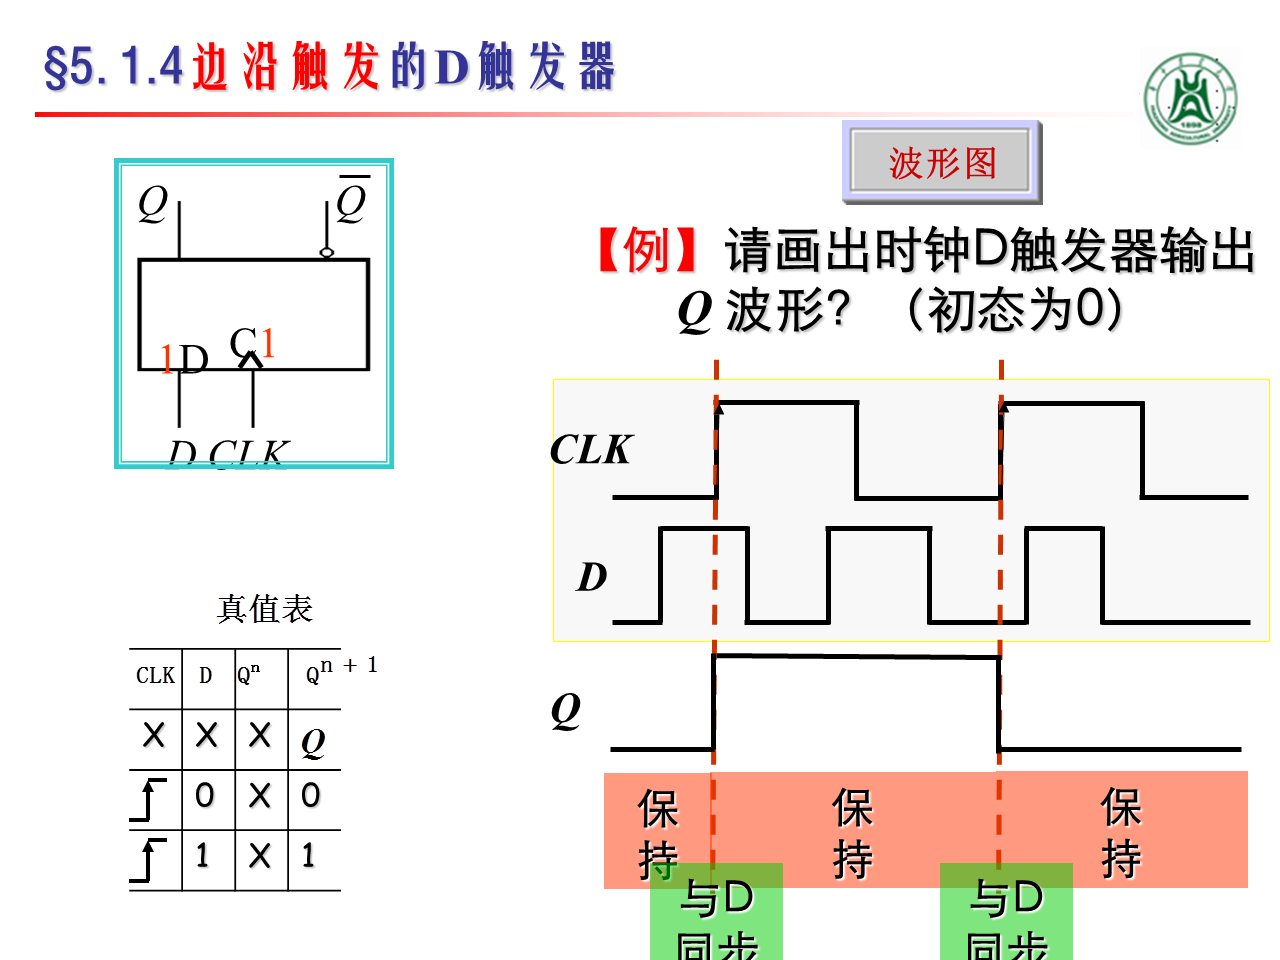 §5.1.4边沿触发的D触发器
波形图
Q Q
1D C1
D CLK
【例】请画出时钟D触发器输出
Q 波形？（初态为0）
CLK
D
Q
真值表
CLK D Qn Qn+1
X X X Q
0 X 0
1 X 1
保持 保持 保持
与D同步 与D同步
1898